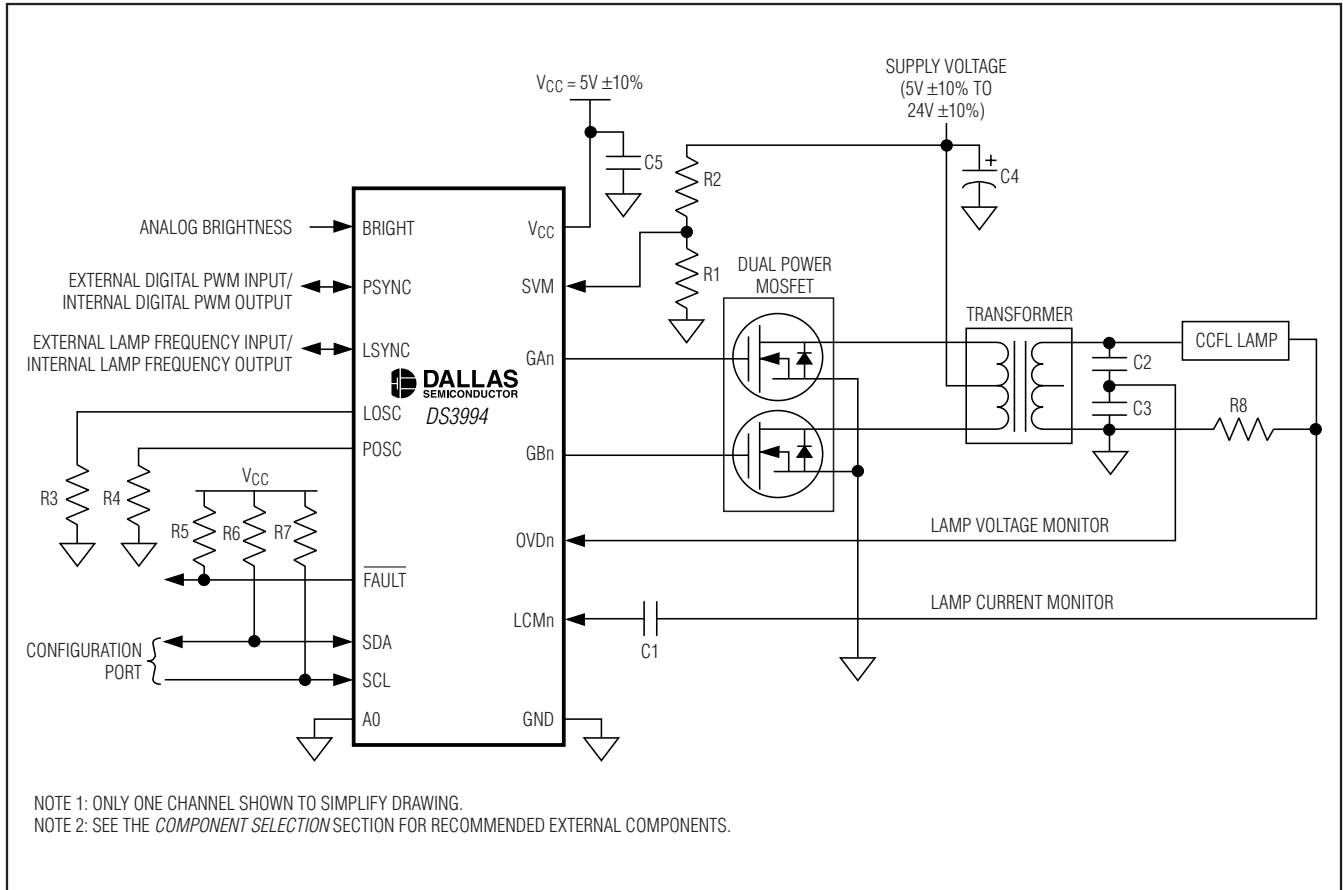 SUPPLY VOLTAGE
(5V ±10% TO
24V ±10%)
VCC = 5V ±10%
C5
R2
C4
ANALOG BRIGHTNESS
BRIGHT
VCC
R1
DUAL POWER
MOSFET
EXTERNAL DIGITAL PWM INPUT/
INTERNAL DIGITAL PWM OUTPUT
PSYNC
SVM
TRANSFORMER
EXTERNAL LAMP FREQUENCY INPUT/
INTERNAL LAMP FREQUENCY OUTPUT
LSYNC
GAn
CCFL LAMP
C2
DALLAS
SEMICONDUCTOR
DS3994
LOSC
C3
R8
POSC
GBn
VCC
R3
R4
R5
R6
R7
OVDn
LAMP VOLTAGE MONITOR
FAULT
LAMP CURRENT MONITOR
LCMn
C1
CONFIGURATION
PORT
SDA
SCL
A0
GND
NOTE 1: ONLY ONE CHANNEL SHOWN TO SIMPLIFY DRAWING.
NOTE 2: SEE THE COMPONENT SELECTION SECTION FOR RECOMMENDED EXTERNAL COMPONENTS.